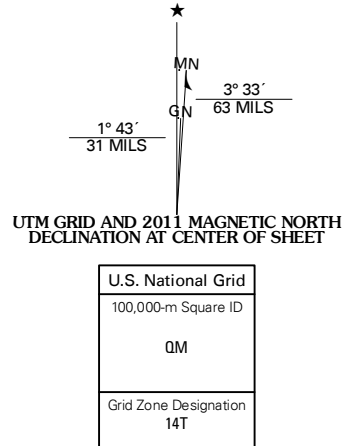 ★
MN
3° 33´
63 MILS
GN
1° 43´
31 MILS
UTM GRID AND 2011 MAGNETIC NORTH
DECLINATION AT CENTER OF SHEET
U.S. National Grid
100,000-m Square ID
QM
Grid Zone Designation
14T